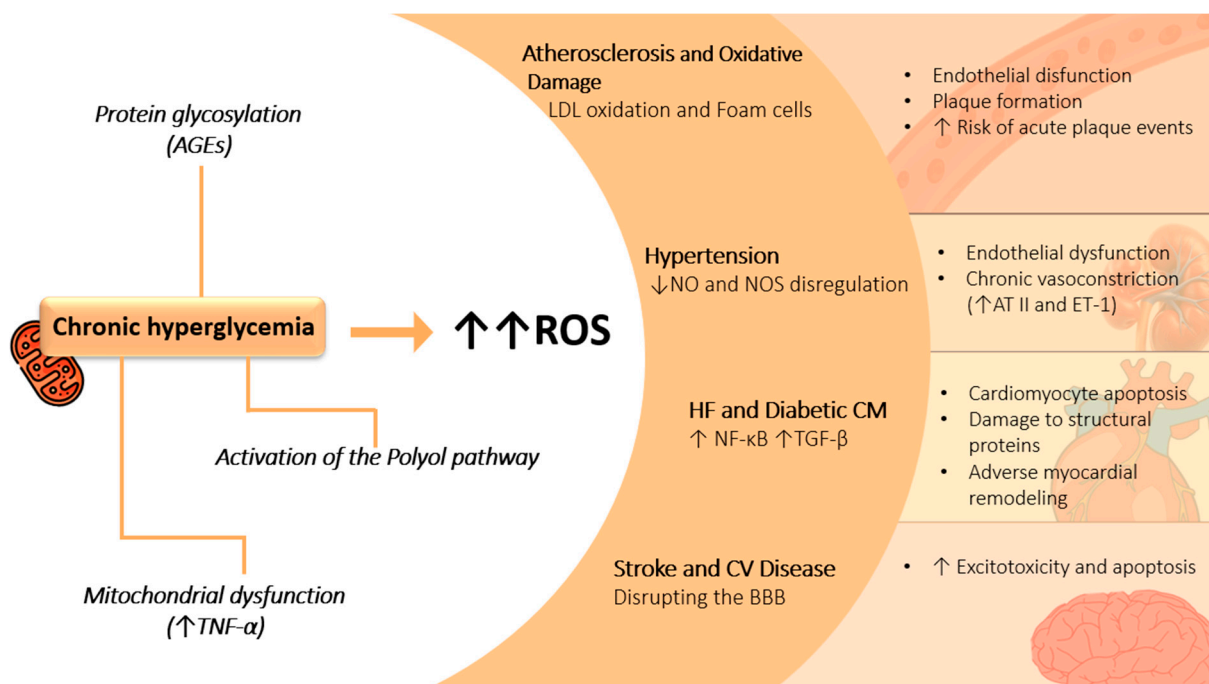 Protein glycosylation
(AGEs)
Chronic hyperglycemia
↑↑ROS
Activation of the Polyol pathway
Mitochondrial dysfunction
(↑TNF-α)
Atherosclerosis and Oxidative
Damage
LDL oxidation and Foam cells
• Endothelial disfunction
• Plaque formation
• ↑ Risk of acute plaque events
Hypertension
↓NO and NOS disregulation
• Endothelial dysfunction
• Chronic vasoconstriction
(↑AT II and ET-1)
HF and Diabetic CM
↑ NF-κB ↑TGF-β
• Cardiomyocyte apoptosis
• Damage to structural
proteins
• Adverse myocardial
remodeling
Stroke and CV Disease
Disrupting the BBB
• ↑ Excitotoxicity and apoptosis